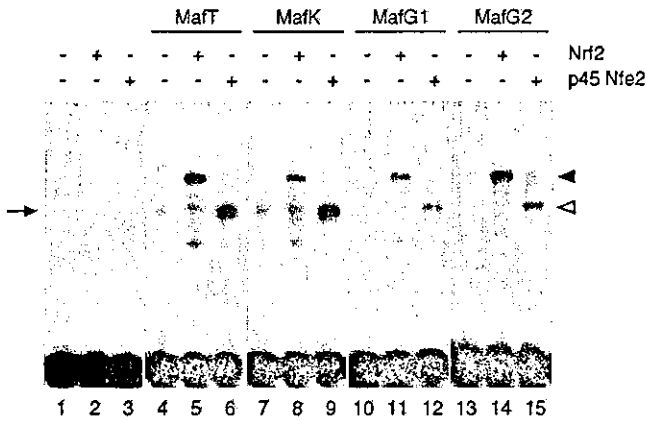 MafT MafK MafG1 MafG2
- + - - + - - + - - + - - + - Nrf2
- - + - - + - - + - - + - - + p45 Nfe2
1 2 3 4 5 6 7 8 9 10 11 12 13 14 15